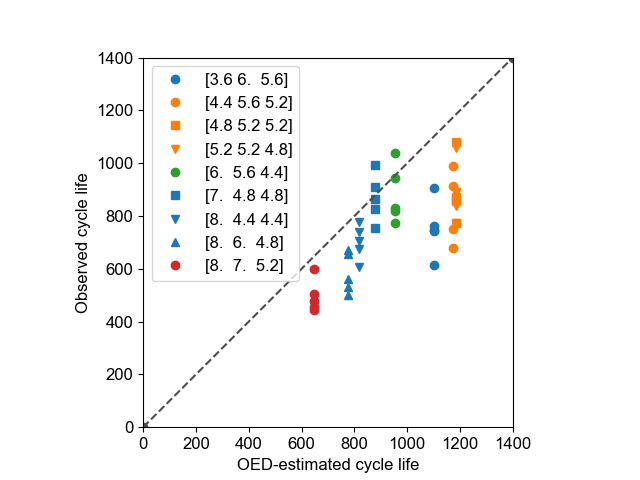 1400
1200
1000
800
600
400
200
0
Observed cycle life
[3.6 6.  5.6]
[4.4 5.6 5.2]
[4.8 5.2 5.2]
[5.2 5.2 4.8]
[6.  5.6 4.4]
[7.  4.8 4.8]
[8.  4.4 4.4]
[8.  6.  4.8]
[8.  7.  5.2]
0 200 400 600 800 1000 1200 1400
OED-estimated cycle life